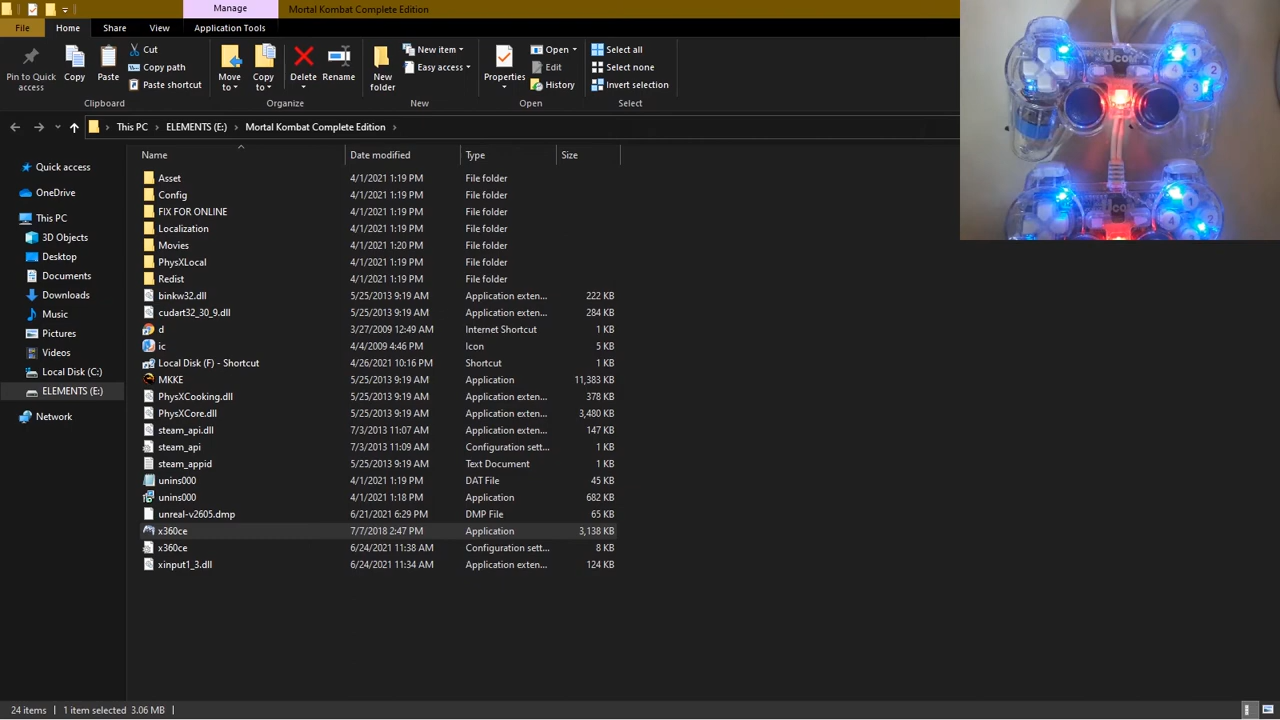 Manage
Mortal Kombat Complete Edition
File
Home
Share
View
Application Tools
Pin to Quick access
Copy
Paste
Cut
Copy path
Paste shortcut
Clipboard
Move to
Copy to
Delete
Rename
Organize
New folder
New item
Easy access
New
Properties
Open
Edit
History
Open
Select all
Select none
Invert selection
Select
This PC > ELEMENTS (E:) > Mortal Kombat Complete Edition >
Name Date modified Type Size
Quick access
OneDrive
This PC
3D Objects
Desktop
Documents
Downloads
Music
Pictures
Videos
Local Disk (C:)
ELEMENTS (E:)
Network
Asset 4/1/2021 1:19 PM File folder
Config 4/1/2021 1:19 PM File folder
FIX FOR ONLINE 4/1/2021 1:19 PM File folder
Localization 4/1/2021 1:19 PM File folder
Movies 4/1/2021 1:20 PM File folder
PhysXLocal 4/1/2021 1:19 PM File folder
Redist 4/1/2021 1:19 PM File folder
binkw32.dll 5/25/2013 9:19 AM Application exten... 222 KB
cudart32_30_9.dll 5/25/2013 9:19 AM Application exten... 284 KB
d 3/27/2009 12:49 AM Internet Shortcut 1 KB
ic 4/4/2009 4:46 PM Icon 5 KB
Local Disk (F) - Shortcut 4/26/2021 10:16 PM Shortcut 1 KB
MKKE 5/25/2013 9:19 AM Application 11,383 KB
PhysXCooking.dll 5/25/2013 9:19 AM Application exten... 378 KB
PhysXCore.dll 5/25/2013 9:19 AM Application exten... 3,480 KB
steam_api.dll 7/3/2013 11:07 AM Application exten... 147 KB
steam_api 7/3/2013 11:09 AM Configuration sett... 1 KB
steam_appid 5/25/2013 9:19 AM Text Document 1 KB
unins000 4/1/2021 1:19 PM DAT File 45 KB
unins000 4/1/2021 1:18 PM Application 682 KB
unreal-v2605.dmp 6/21/2021 6:29 PM DMP File 65 KB
x360ce 7/7/2018 2:47 PM Application 3,138 KB
x360ce 6/24/2021 11:38 AM Configuration sett... 8 KB
xinput1_3.dll 6/24/2021 11:34 AM Application exten... 124 KB
24 items
1 item selected 3.06 MB
Ucom
1
2
3
4
Ucom
1
2
4